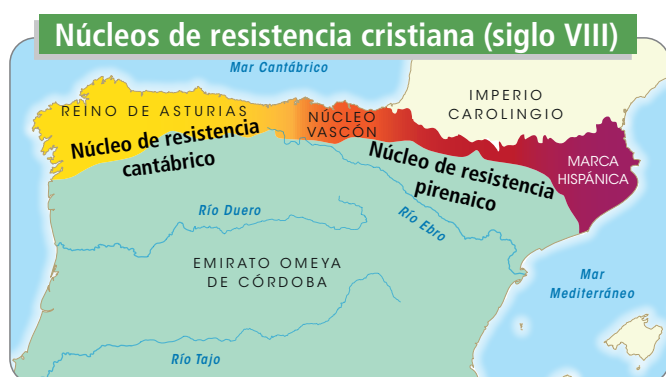 Núcleos de resistencia cristiana (siglo VIII)
Mar Cantábrico
IMPERIO
CAROLINGIO
REINO DE ASTURIAS
NÚCLEO
VASCÓN
Núcleo de resistencia
cantábrico
Núcleo de resistencia
pirenaico
MARCA
HISPÁNICA
Río Duero
Río Ebro
EMIRATO OMEYA
DE CÓRDOBA
Mar
Mediterráneo
Río Tajo